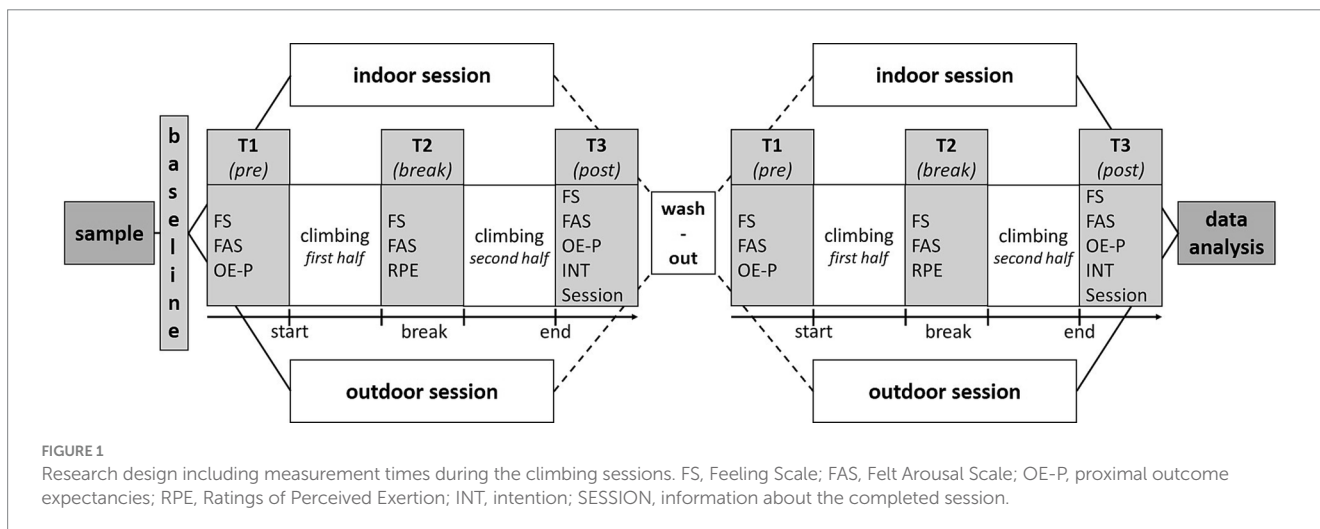 indoor session
indoor session
baseline
T1
(pre)
T2
(break)
T3
(post)
T1
(pre)
T2
(break)
T3
(post)
sample
FS
FAS
OE-P
climbing
first half
FS
FAS
RPE
climbing
second half
FS
FAS
OE-P
INT
Session
wash
-
out
FS
FAS
OE-P
climbing
first half
FS
FAS
RPE
climbing
second half
FS
FAS
OE-P
INT
Session
data
analysis
start
break
end
start
break
end
outdoor session
outdoor session
FIGURE 1
Research design including measurement times during the climbing sessions. FS, Feeling Scale; FAS, Felt Arousal Scale; OE-P, proximal outcome
expectancies; RPE, Ratings of Perceived Exertion; INT, intention; SESSION, information about the completed session.